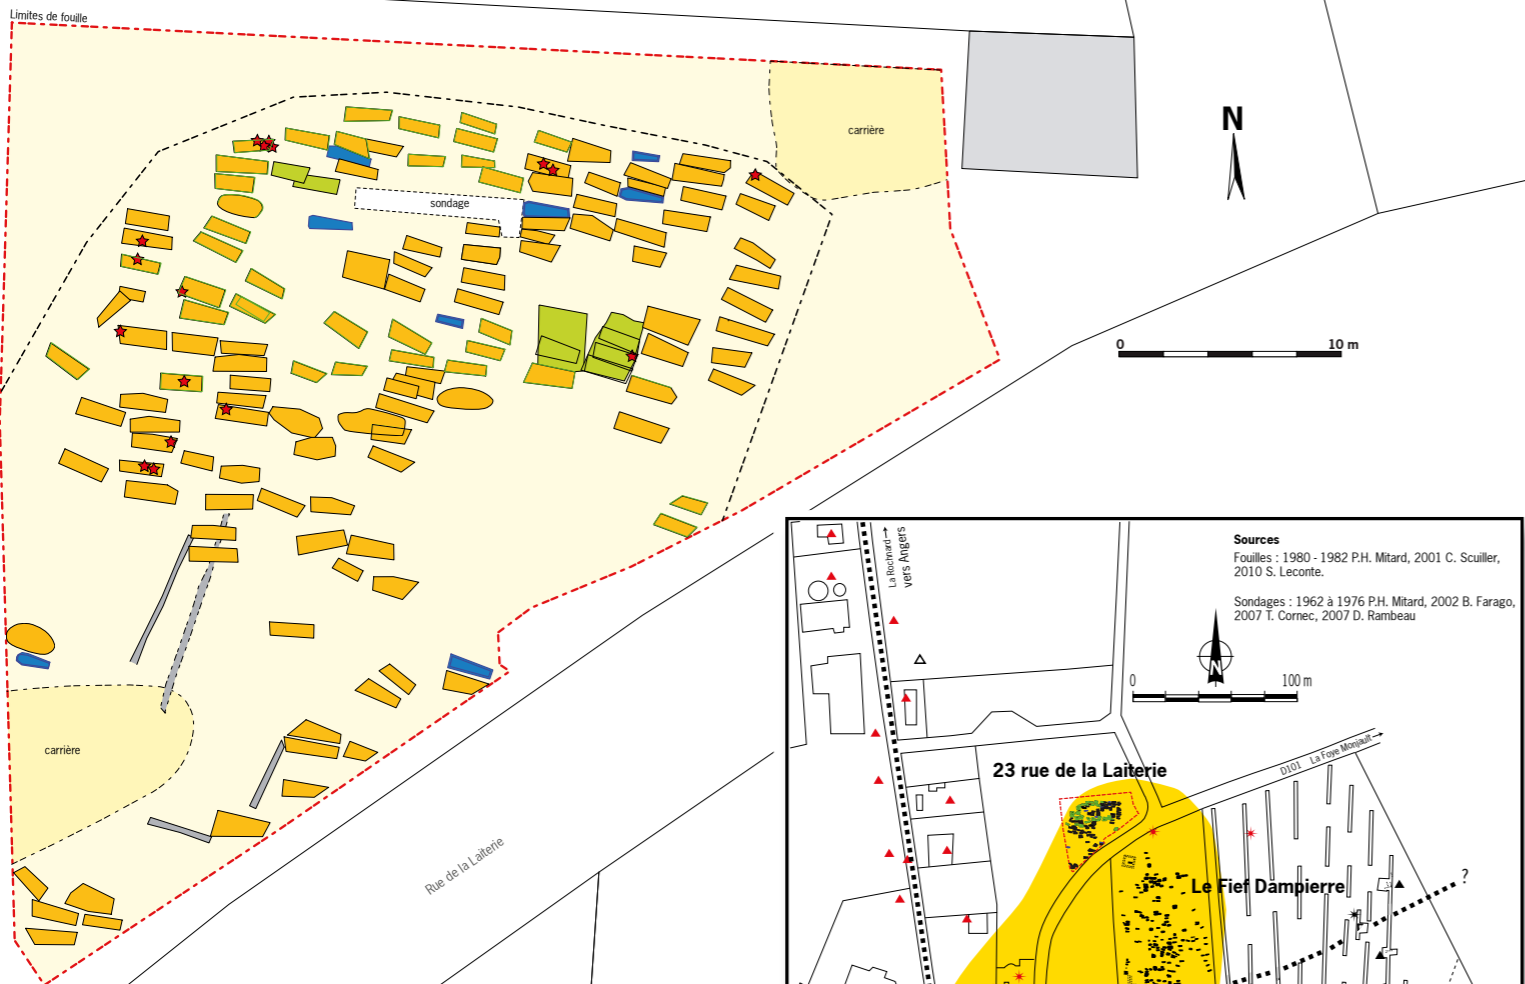 Limites de fouille
carrière
N
sondage
0 10 m
carrière
Rue de la Laiterie
La Rochnard
vers Angers
Sources
Fouilles : 1980 - 1982 P.H. Mitard, 2001 C. Scuiller,
2010 S. Leconte.
Sondages : 1962 à 1976 P.H. Mitard, 2002 B. Farago,
2007 T. Cornec, 2007 D. Rambeau
N
0 100 m
23 rue de la Laiterie
D101 La Foye Monjault
Le Fief Dampierre
?